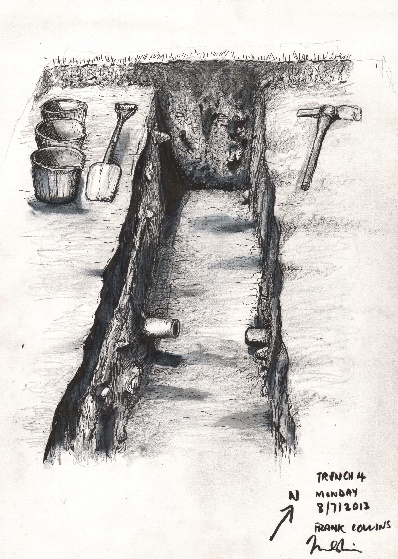 TRENCH 4
N
MONDAY
8/7/2013
FRANK COLLINS